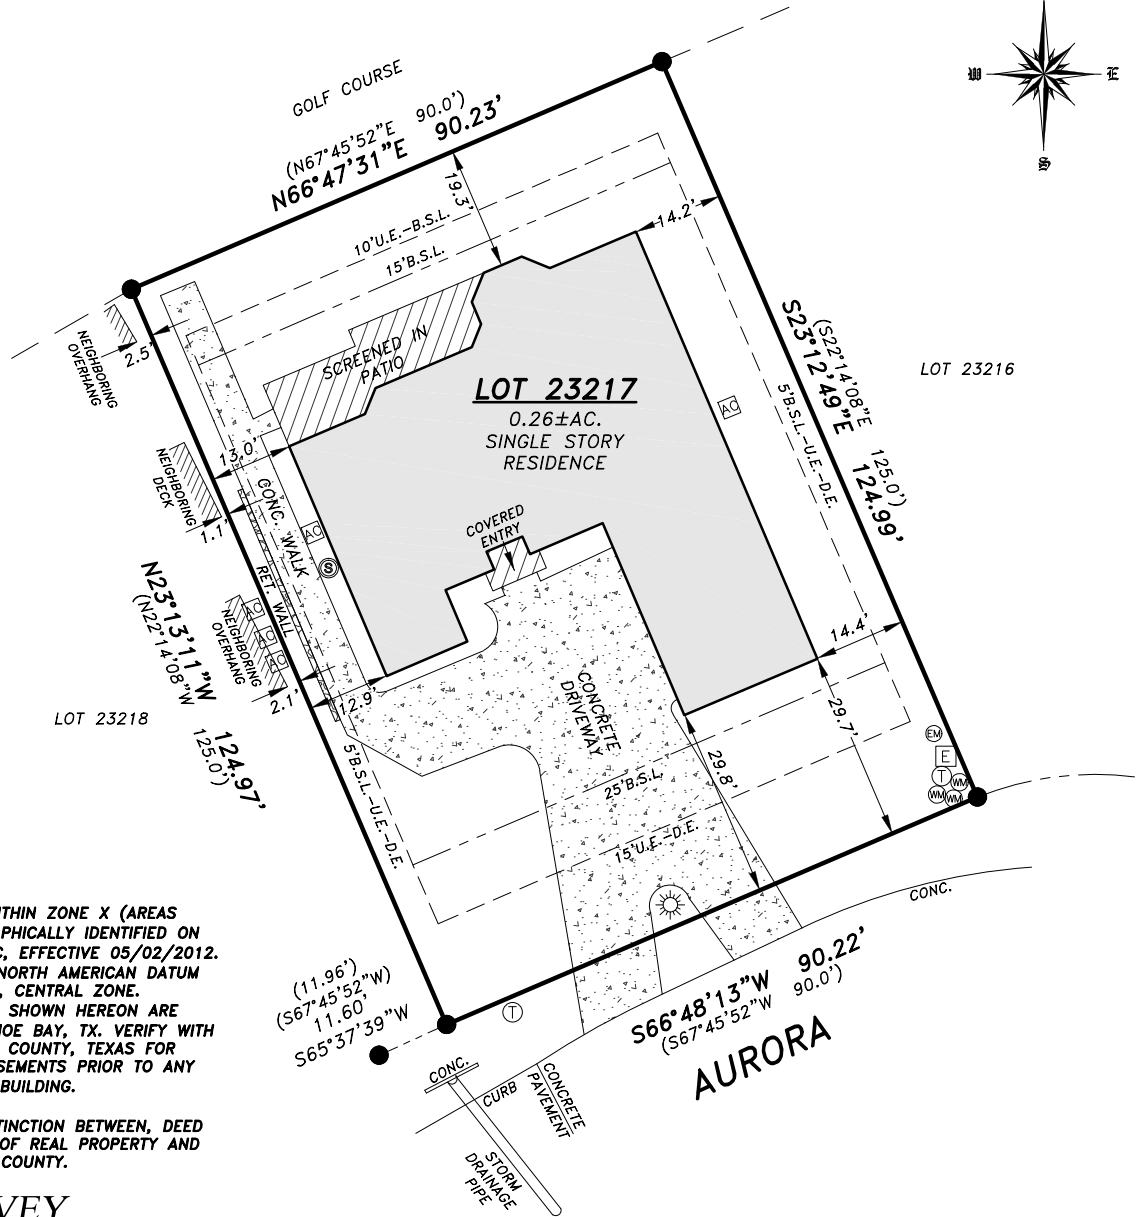 GOLF COURSE
(N67°45'52"E 90.0')
N66°47'31"E 90.23'
W
E
S
19.3'
10'U.E.-B.S.L.
15'B.S.L.
14.2'
NEIGHBORING
OVERHANG
2.5'
SCREENED IN
PATIO
LOT 23217
0.26±AC.
SINGLE STORY
RESIDENCE
AC
S23°12'49"E 124.99'
(S22°14'08"E 125.0')
5'B.S.L.-U.E.-D.E.
LOT 23216
13.0'
NEIGHBORING
DECK
1.1'
CONC. WALK
AC
S
RET. WALL
COVERED
ENTRY
N23°13'11"W 124.97'
(N22°14'08"W 125.0')
AC
AC
AC
NEIGHBORING
OVERHANG
2.1'
12.9'
LOT 23218
CONCRETE
DRIVEWAY
14.4'
29.7'
29.8'
EM
E
T
WM
WM
WM
5'B.S.L.-U.E.-D.E.
25'B.S.L.
15'U.E.-D.E.
CONC.
ITHIN ZONE X (AREAS
PHICALLY IDENTIFIED ON
C, EFFECTIVE 05/02/2012.
NORTH AMERICAN DATUM
, CENTRAL ZONE.
SHOWN HEREON ARE
HOE BAY, TX. VERIFY WITH
COUNTY, TEXAS FOR
SEMENTS PRIOR TO ANY
BUILDING.
TINCTION BETWEEN, DEED
OF REAL PROPERTY AND
COUNTY.
VEY
(11.96')
(S67°45'52"W)
11.60'
S65°37'39"W
T
S66°48'13"W 90.22'
(S67°45'52"W 90.0')
AURORA
CONC.
CURB
CONCRETE
PAVEMENT
STORM
DRAINAGE
PIPE